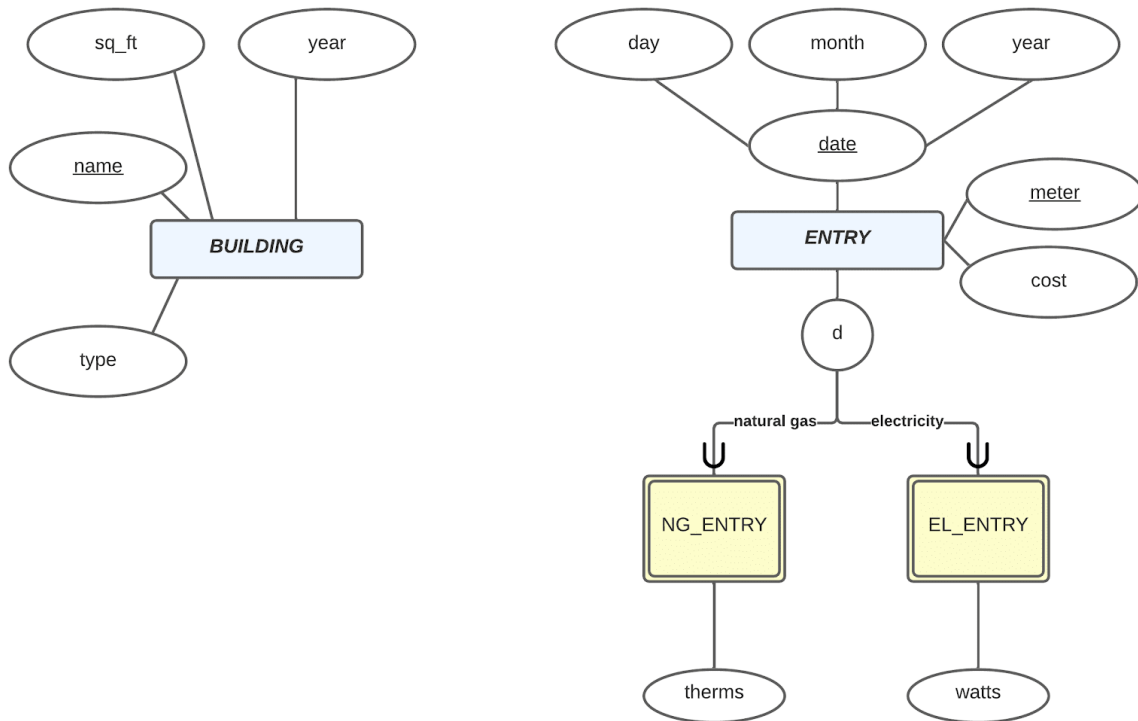 sq_ft
year
day
month
year
name
date
meter
BUILDING
ENTRY
cost
type
d
natural gas
electricity
NG_ENTRY
EL_ENTRY
therms
watts